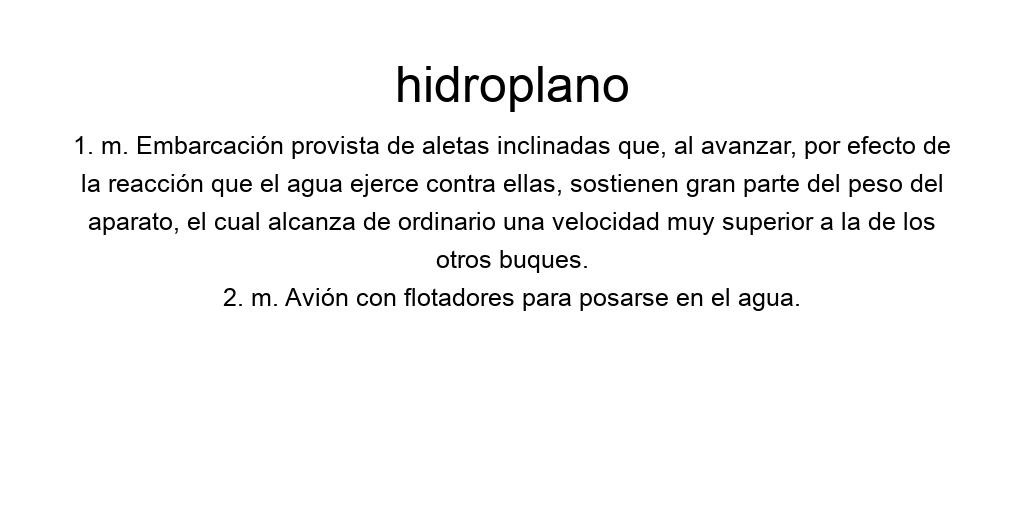 hidroplano
1. m. Embarcación provista de aletas inclinadas que, al avanzar, por efecto de
la reacción que el agua ejerce contra ellas, sostienen gran parte del peso del
aparato, el cual alcanza de ordinario una velocidad muy superior a la de los
otros buques.
2. m. Avión con flotadores para posarse en el agua.